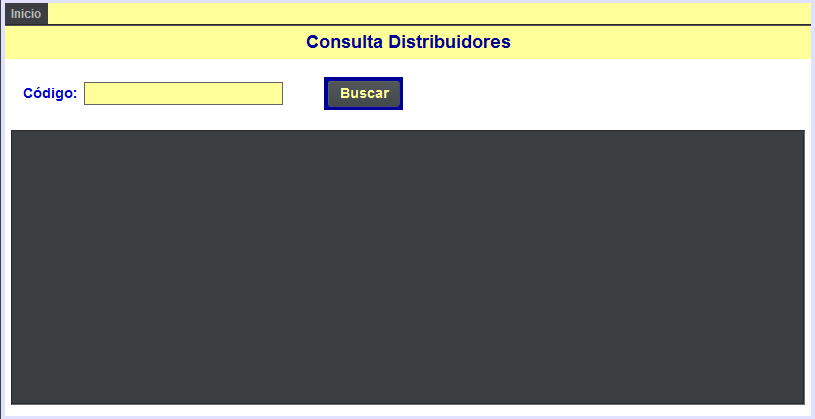 Inicio
Consulta Distribuidores
Código:
Buscar